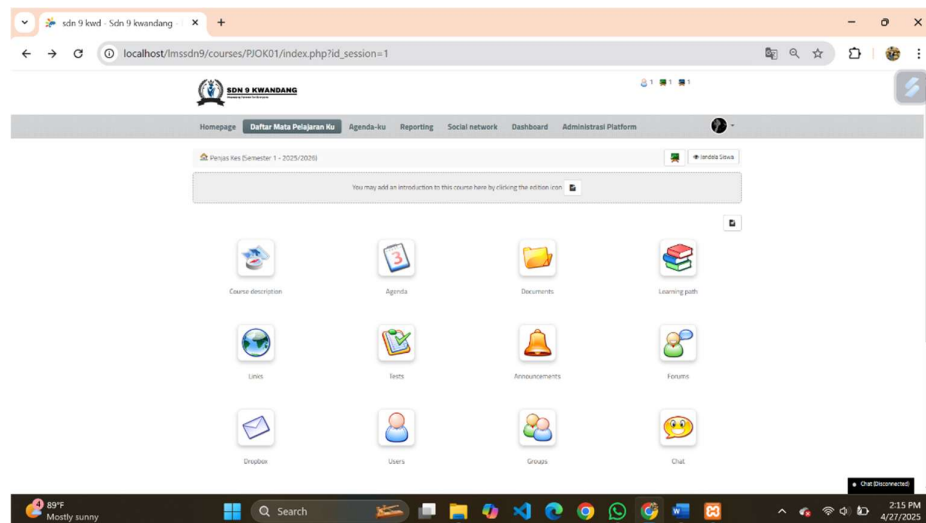 sdn 9 kwd - Sdn 9 kwandang -
localhost/lmssdn9/courses/PJOK01/index.php?id_session=1
SDN 9 KWANDANG
1 1 1
Homepage Daftar Mata Pelajaran Ku Agenda-ku Reporting Social network Dashboard Administrasi Platform
Penjas Kes (Semester 1 - 2025/2026) Jendela Siswa
You may add an introduction to this course here by clicking the edition icon
3
Course description Agenda Documents Learning path
Links Tests Announcements Forums
Dropbox Users Groups Chat
Chat (Disconnected)
4 89°F Search 2:15 PM
Mostly sunny 4/27/2025